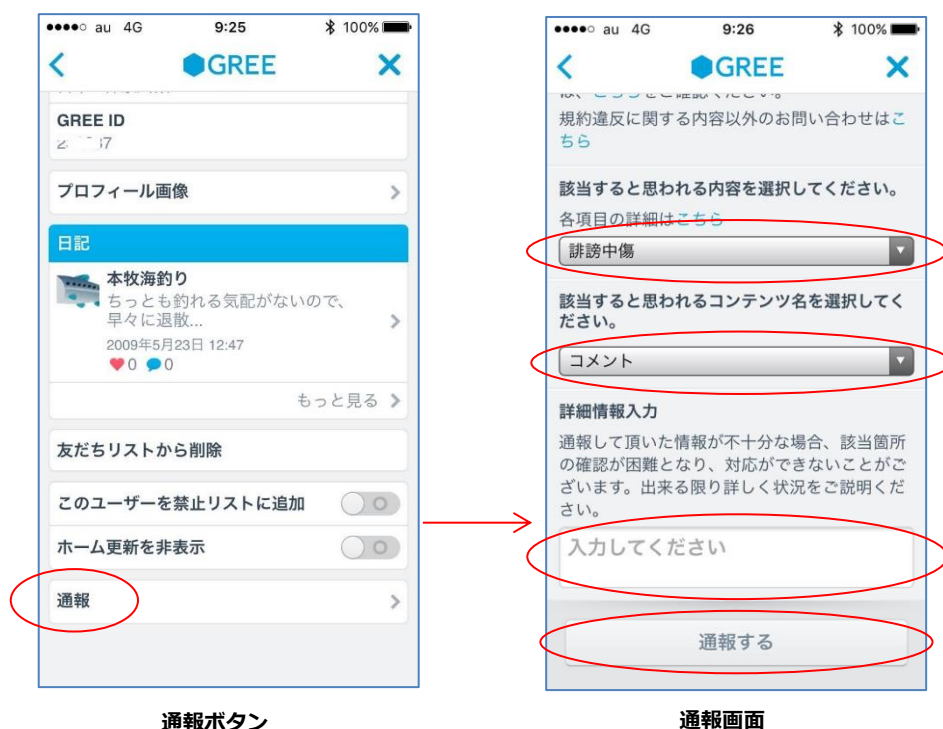 au 4G 9:25 100%
GREE
GREE ID
プロフィール画像
日記
本牧海釣り
ちっとも釣れる気配がないので、
早々に退散...
2009年5月23日 12:47
0 0
もっと見る
友だちリストから削除
このユーザーを禁止リストに追加
ホーム更新を非表示
通報
通報ボタン
au 4G 9:26 100%
GREE
規約違反に関する内容以外のお問い合わせはこ
ちら
該当すると思われる内容を選択してください。
各項目の詳細はこちら
誹謗中傷
該当すると思われるコンテンツ名を選択してく
ださい。
コメント
詳細情報入力
通報して頂いた情報が不十分な場合、該当箇所
の確認が困難となり、対応ができないことがご
ざいます。出来る限り詳しく状況をご説明くだ
さい。
入力してください
通報する
通報画面